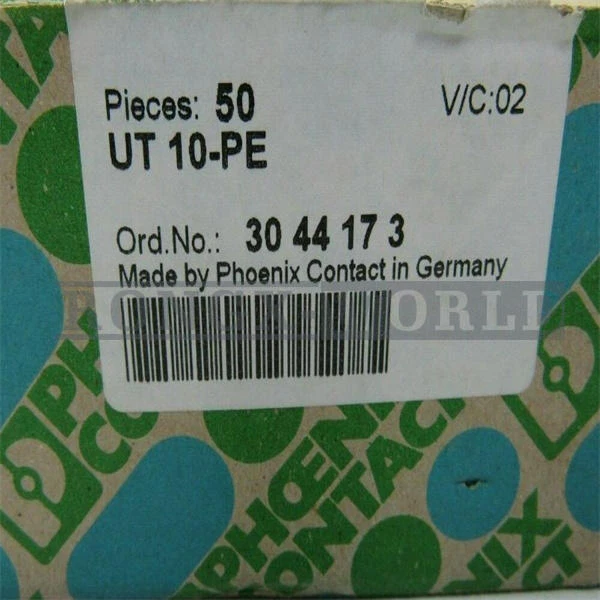 Pieces: 50
V/C:02
UT 10-PE
Ord.No.: 30 44 17 3
Made by Phoenix Contact in Germany
PHŒNIX
CONTACT